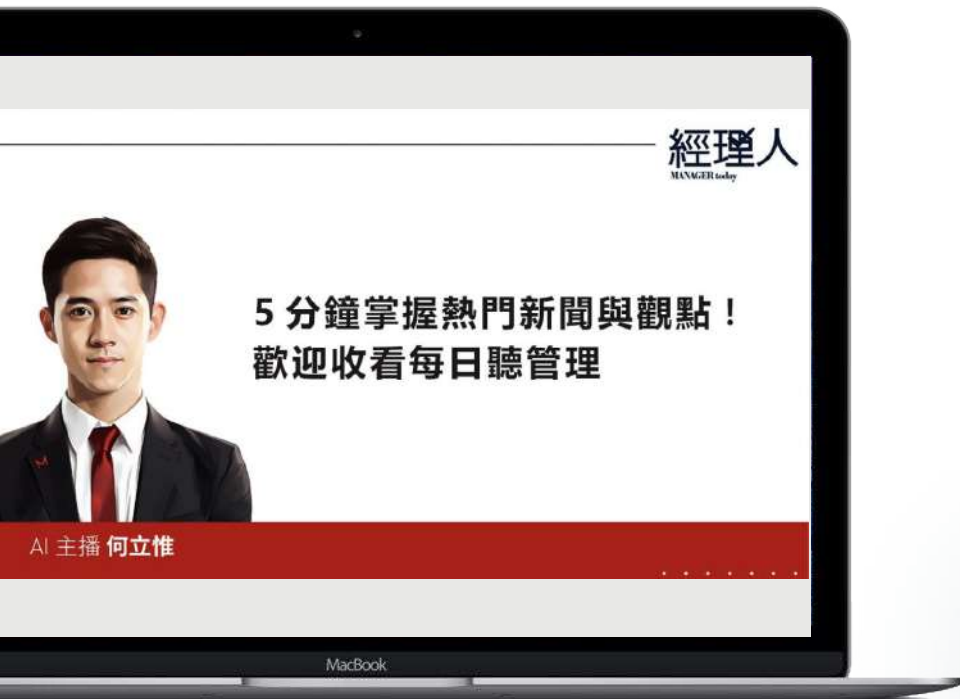 經理人
MANAGER today
5 分鐘掌握熱門新聞與觀點！
歡迎收看每日聽管理
AI 主播 何立惟
MacBook